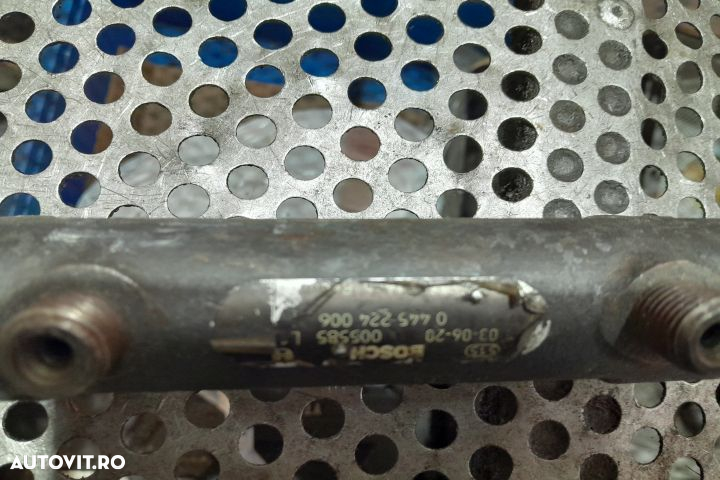 BOSCH
03-06-20 005585 L
0 445 224 006
AUTOVIT.RO